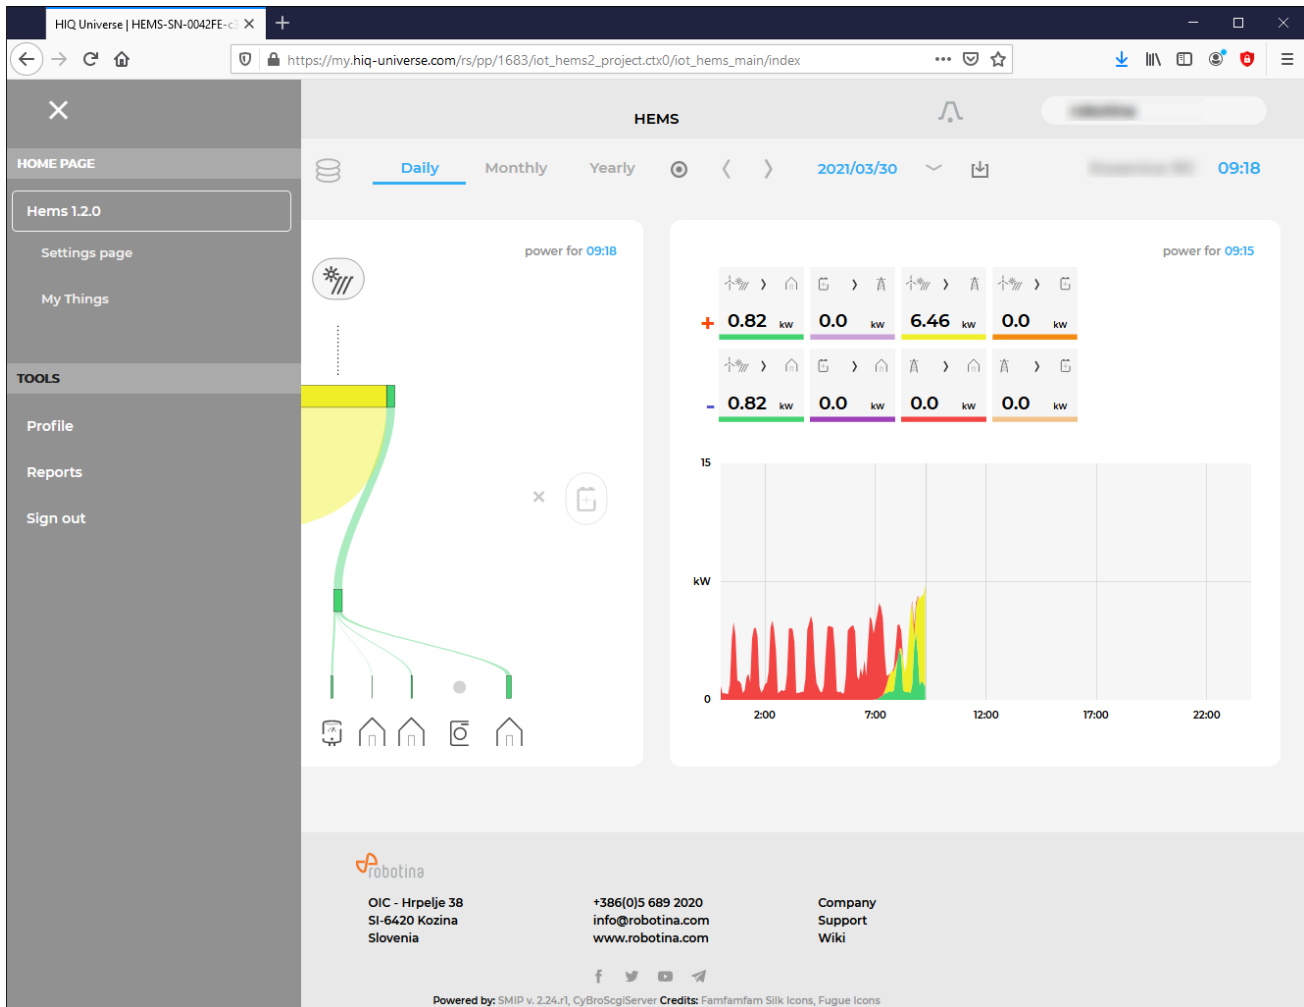 HIQ Universe | HEMS-SN-0042FE-c
https://my.hiq-universe.com/rs/pp/1683/iot_hems2_project.ctx0/iot_hems_main/index
HEMS
HOME PAGE
Hems 1.2.0
Settings page
My Things
TOOLS
Profile
Reports
Sign out
Daily Monthly Yearly 2021/03/30 09:18
power for 09:18
power for 09:15
+ 0.82 kW 0.0 kW 6.46 kW 0.0 kW
- 0.82 kW 0.0 kW 0.0 kW 0.0 kW
15
kW
0
2:00 7:00 12:00 17:00 22:00
robotina
OIC - Hrpelje 38
SI-6420 Kozina
Slovenia
+386(0)5 689 2020
info@robotina.com
www.robotina.com
Company
Support
Wiki
Powered by: SMIP v. 2.24.r1, CyBroScgiServer Credits: Famfamfam Silk Icons, Fugue Icons